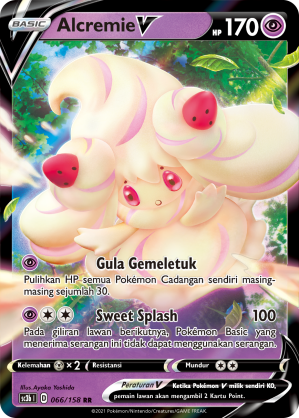 BASIC Alcremie V HP 170
Gula Gemeletuk
Pulihkan HP semua Pokémon Cadangan sendiri masing-
masing sejumlah 30.
Sweet Splash 100
Pada giliran lawan berikutnya, Pokémon Basic yang
menerima serangan ini tidak dapat menggunakan serangan.
Kelemahan ×2 Resistansi Mundur
Illus. Ayaka Yoshida
sc3b I D 066/158 RR
Peraturan V
Ketika Pokémon V milik sendiri KO,
pemain lawan akan mengambil 2 Kartu Point.
©2021 Pokémon/Nintendo/Creatures/GAME FREAK.